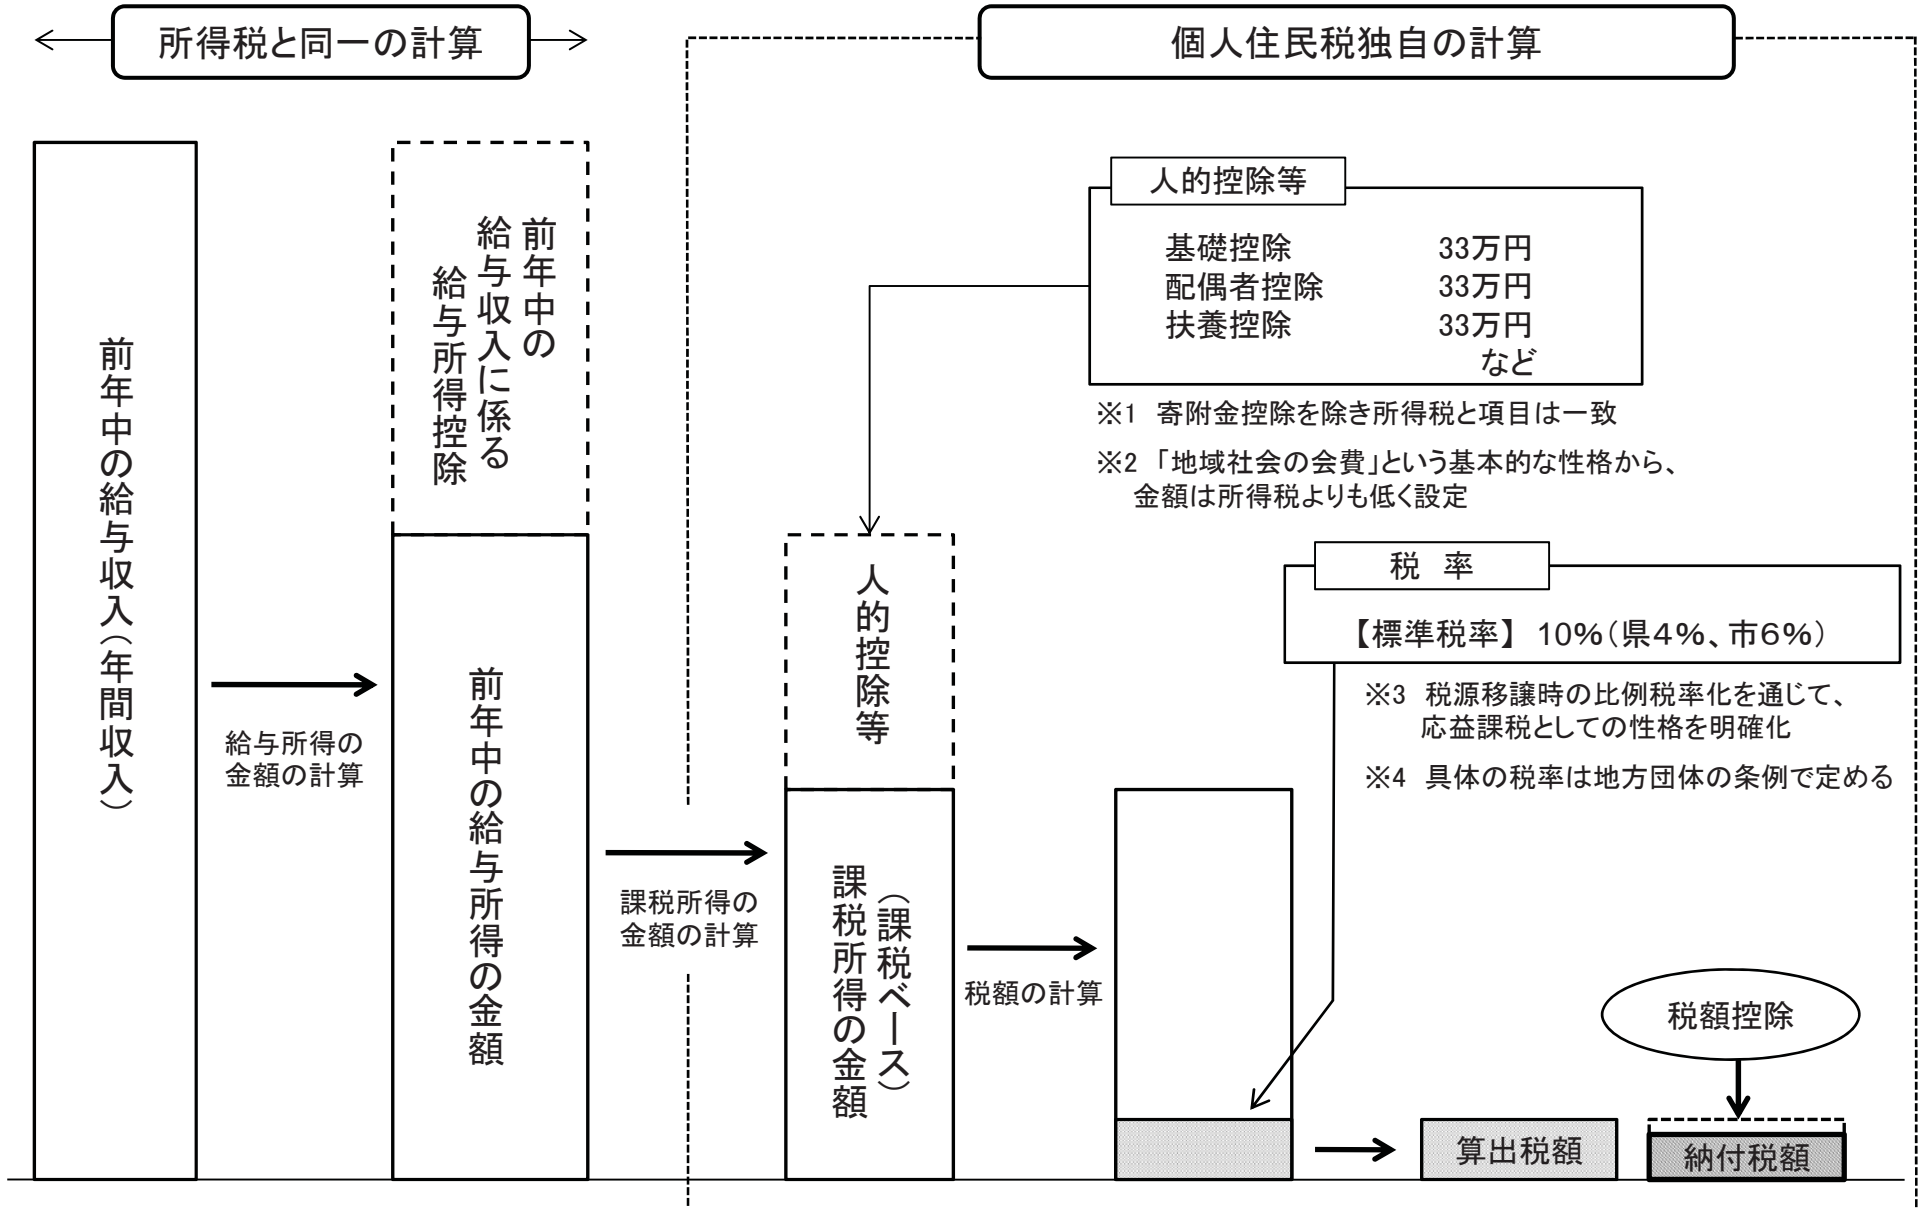 所得税と同一の計算
個人住民税独自の計算
前年中の給与収入（年間収入）
給与所得の
金額の計算
前年中の
給与収入に係る
給与所得控除
前年中の給与所得の金額
課税所得の
金額の計算
人的控除等
基礎控除 33万円
配偶者控除 33万円
扶養控除 33万円
など
※1 寄附金控除を除き所得税と項目は一致
※2 「地域社会の会費」という基本的な性格から、
金額は所得税よりも低く設定
人的控除等
（課税ベース）
課税所得の金額
税額の計算
税 率
【標準税率】 10%（県4%、市6%）
※3 税源移譲時の比例税率化を通じて、
応益課税としての性格を明確化
※4 具体の税率は地方団体の条例で定める
算出税額
税額控除
納付税額